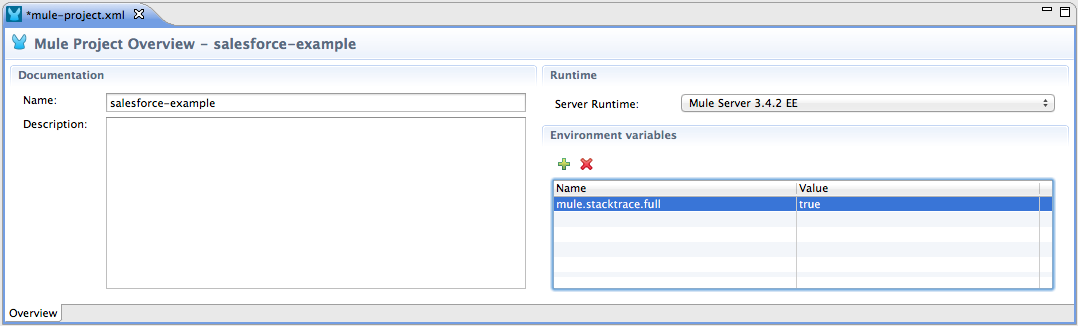 *mule-project.xml
Mule Project Overview - salesforce-example
Documentation
Name: salesforce-example
Description:
Runtime
Server Runtime: Mule Server 3.4.2 EE
Environment variables
Name Value
mule.stacktrace.full true
Overview